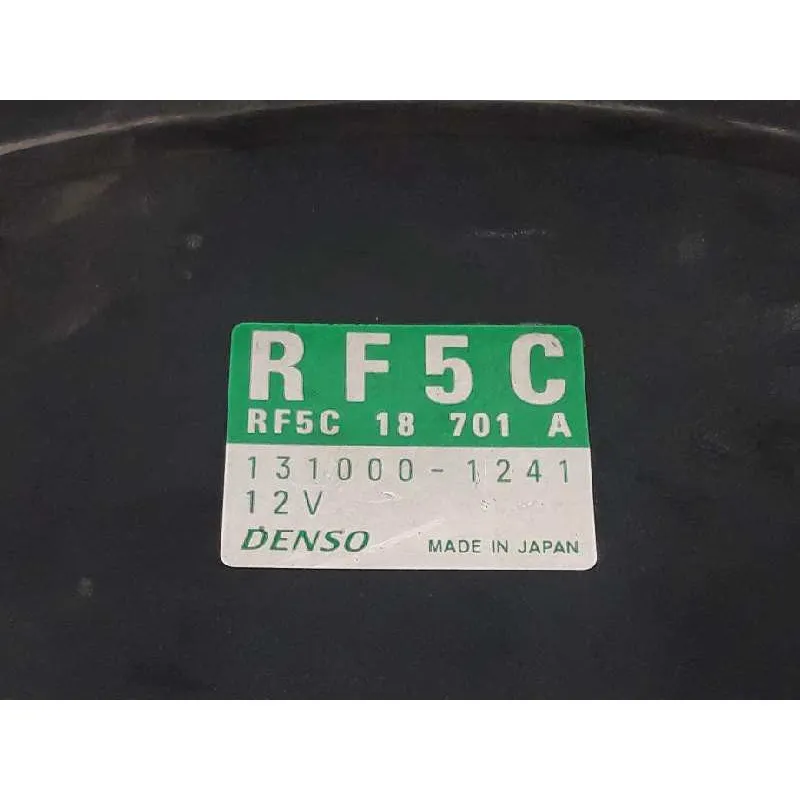 RF5C
RF5C 18 701 A
131000-1241
12V
DENSO MADE IN JAPAN